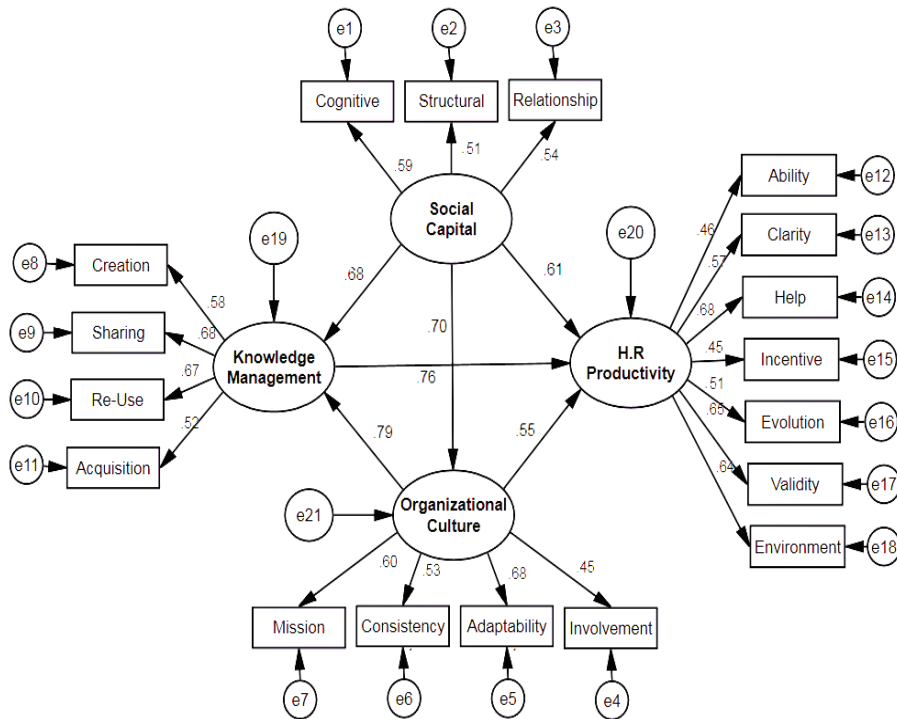 e1
e2
e3
Cognitive
Structural
Relationship
.59
.51
.54
Social
Capital
e19
e20
.68
.70
.61
e8
Creation
e9
Sharing
e10
Re-Use
e11
Acquisition
.58
.68
.67
.52
Knowledge
Management
.76
H.R
Productivity
.46
.57
.68
.45
.51
.65
.64
Ability
e12
Clarity
e13
Help
e14
Incentive
e15
Evolution
e16
Validity
e17
Environment
e18
.79
.55
e21
Organizational
Culture
.60
.53
.68
.45
Mission
Consistency
Adaptability
Involvement
e7
e6
e5
e4